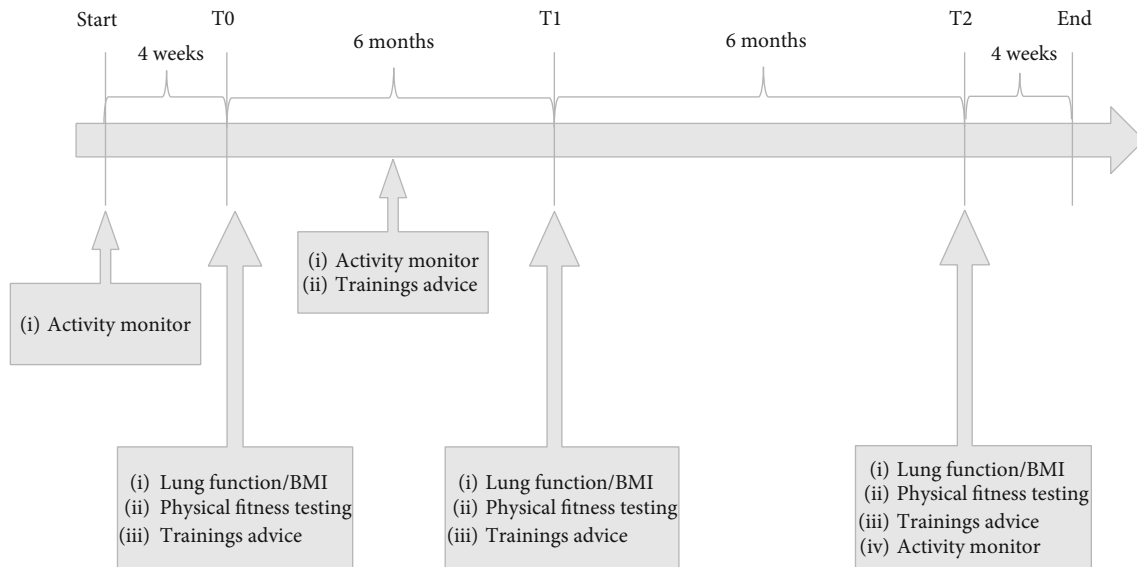 Start
T0
T1
T2
End
4 weeks
6 months
6 months
4 weeks
(i) Activity monitor
(i) Activity monitor
(ii) Trainings advice
(i) Lung function/BMI
(ii) Physical fitness testing
(iii) Trainings advice
(i) Lung function/BMI
(ii) Physical fitness testing
(iii) Trainings advice
(i) Lung function/BMI
(ii) Physical fitness testing
(iii) Trainings advice
(iv) Activity monitor